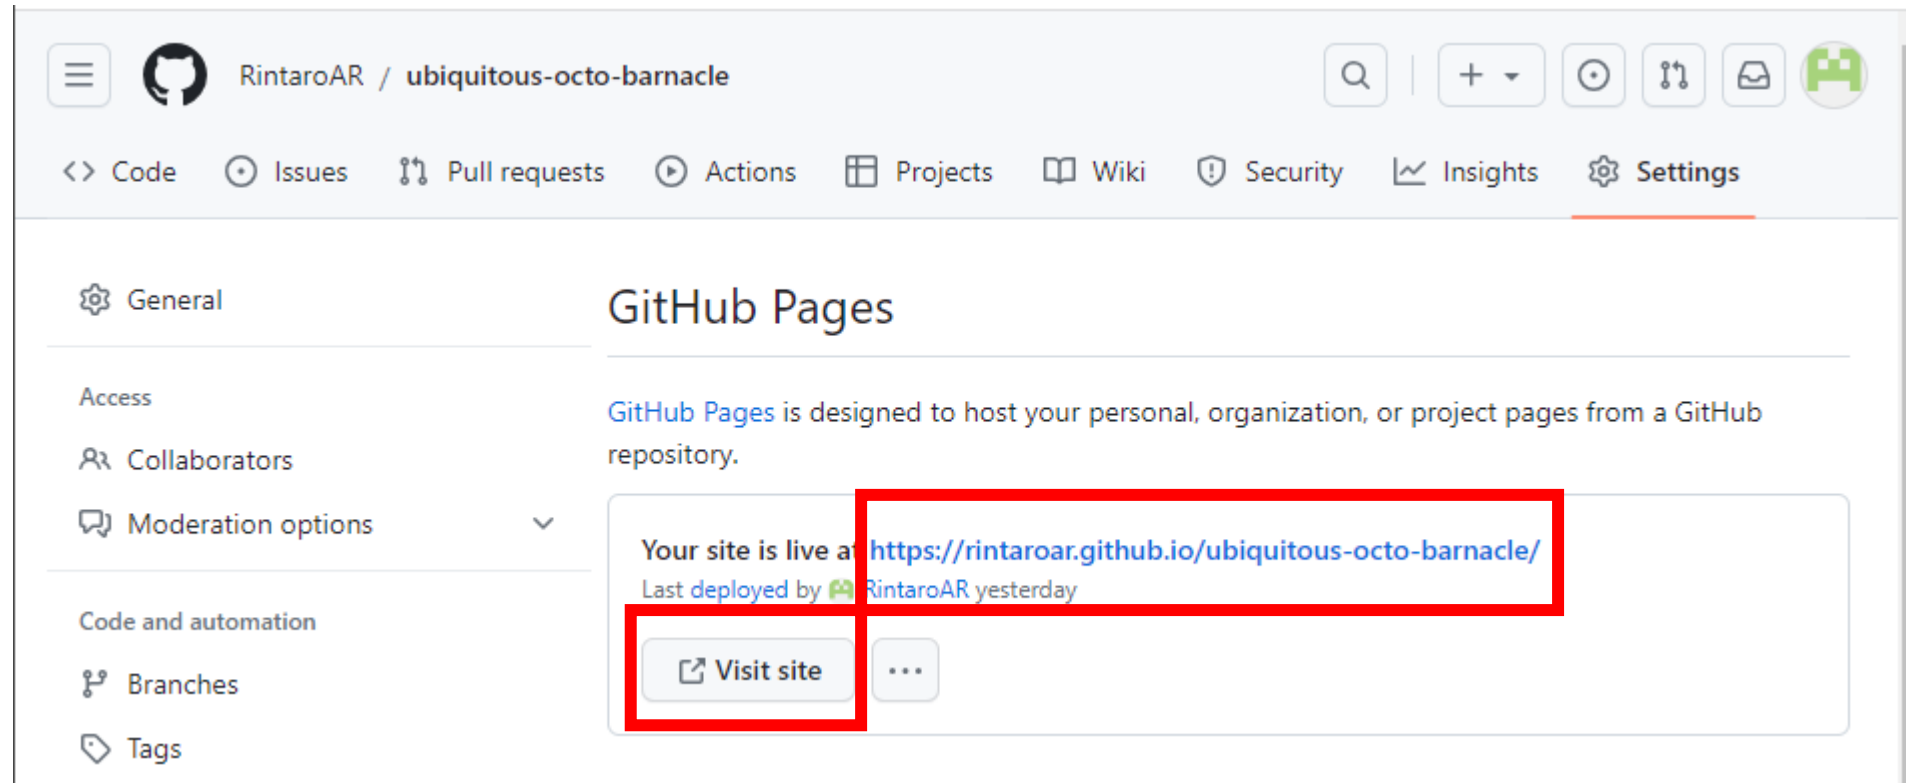 RintaroAR / ubiquitous-octo-barnacle
Code Issues Pull requests Actions Projects Wiki Security Insights Settings
General
Access
Collaborators
Moderation options
Code and automation
Branches
Tags
GitHub Pages
GitHub Pages is designed to host your personal, organization, or project pages from a GitHub
repository.
Your site is live at https://rintaroar.github.io/ubiquitous-octo-barnacle/
Last deployed by RintaroAR yesterday
Visit site